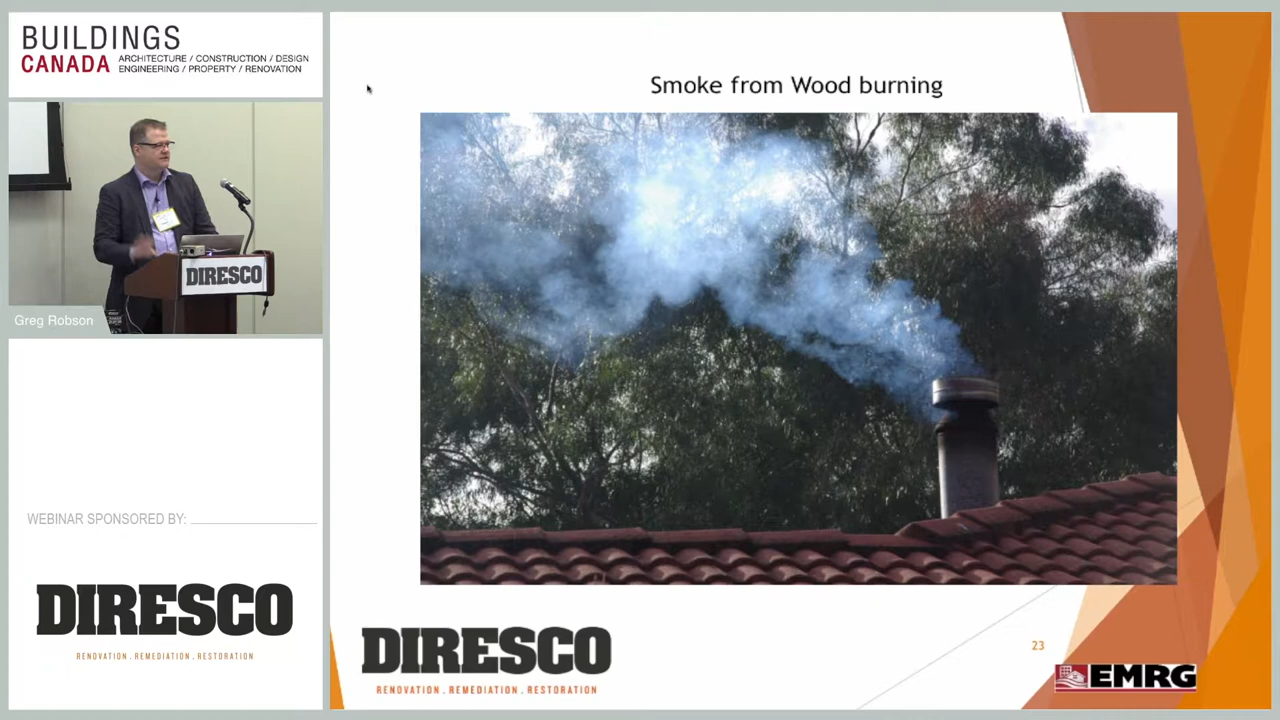 BUILDINGS
CANADA ARCHITECTURE / CONSTRUCTION / DESIGN
ENGINEERING / PROPERTY / RENOVATION
DIRESCO
Greg Robson
WEBINAR SPONSORED BY:
DIRESCO
RENOVATION . REMEDIATION . RESTORATION
Smoke from Wood burning
DIRESCO
RENOVATION . REMEDIATION . RESTORATION
23
EMRG